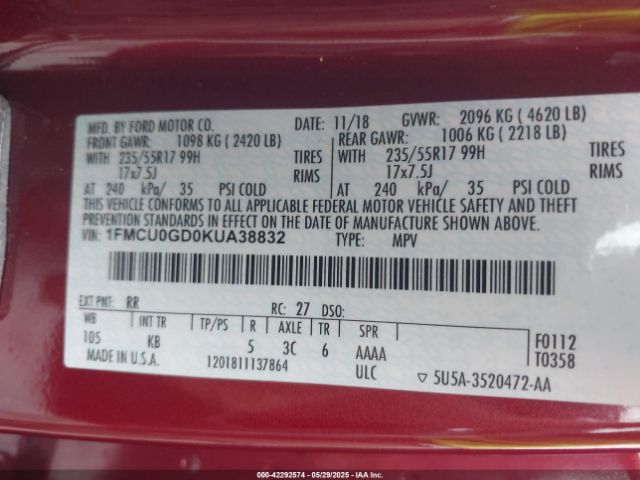 MFD. BY FORD MOTOR CO.
DATE: 11/18 GVWR: 2096 KG ( 4620 LB)
FRONT GAWR: 1098 KG ( 2420 LB) REAR GAWR: 1006 KG ( 2218 LB)
WITH 235/55R17 99H TIRES WITH 235/55R17 99H TIRES
17x7.5J RIMS 17x7.5J RIMS
AT 240 kPa/ 35 PSI COLD AT 240 kPa/ 35 PSI COLD
THIS VEHICLE CONFORMS TO ALL APPLICABLE FEDERAL MOTOR VEHICLE SAFETY AND THEFT
PREVENTION STANDARDS IN EFFECT ON THE DATE OF MANUFACTURE SHOWN ABOVE.
VIN: 1FMCU0GD0KUA38832 TYPE: MPV
EXT PNT: RR RC: 27 DSO:
WB INT TR TP/PS R AXLE TR SPR
105 KB 5 3C 6 AAAA
F0112
T0358
MADE IN U.S.A. 1201811137864 ULC ▽ 5U5A-3520472-AA
000-42292574 | 05/29/2025 | IAA, Inc.